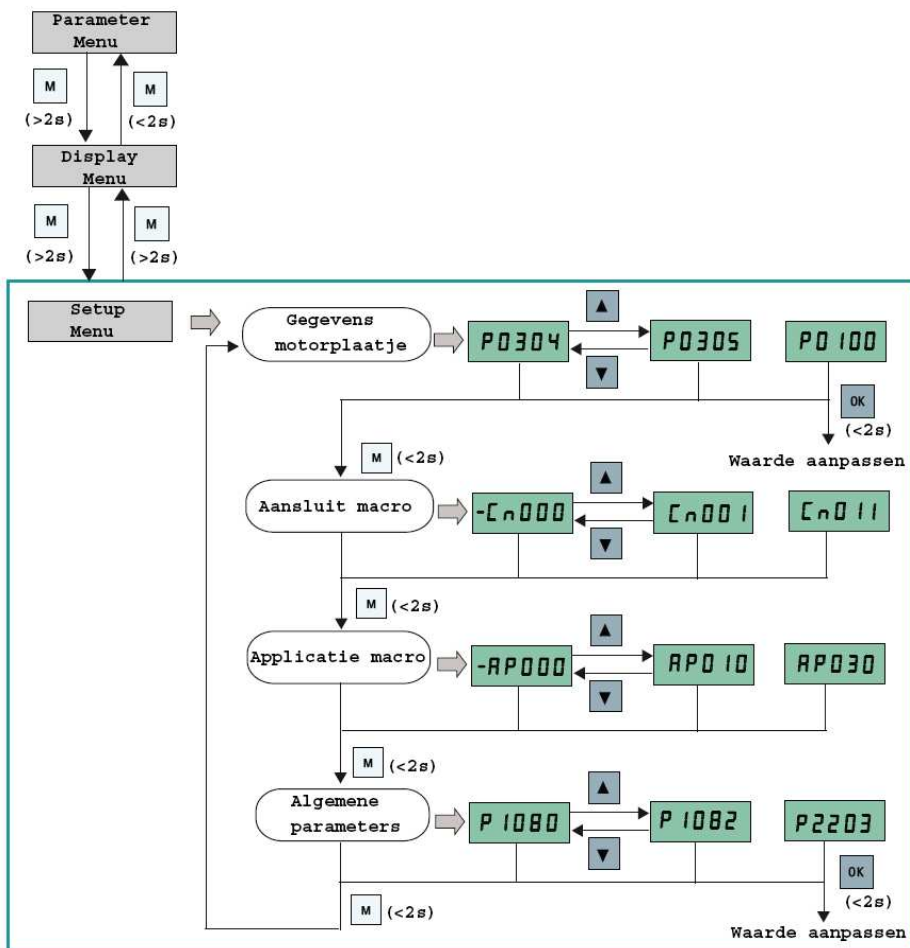 Parameter
Menu
M
M
(>2s)
(<2s)
Display
Menu
M
M
(>2s)
(>2s)
Setup
Menu
Gegevens
motorplaatje
P0304
▲
▼
P0305
P0100
OK
(<2s)
Waarde aanpassen
M (<2s)
Aansluit macro
-Cn000
▲
▼
Cn001
Cn011
M (<2s)
Applicatie macro
-AP000
▲
▼
AP010
AP030
M (<2s)
Algemene
parameters
P1080
▲
▼
P1082
P2203
OK
(<2s)
Waarde aanpassen
M (<2s)